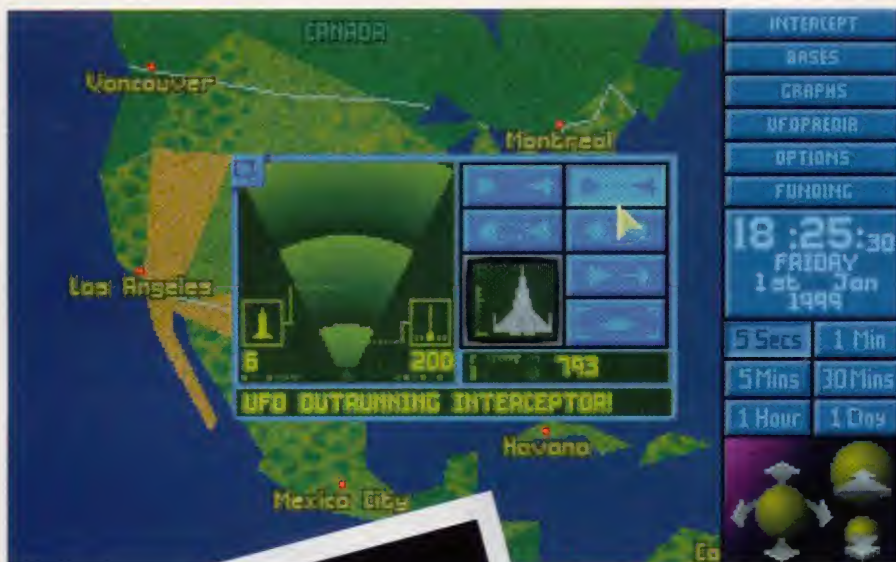 CANADA
Vancouver
Montreal
Los Angeles
6
200
793
UFO OUTRUNNING INTERCEPTOR!
Havana
Mexico City
Co
INTERCEPT
BASES
GRAPHS
UFOPAEDIA
OPTIONS
FUNDING
18:25:30
FRIDAY
1st Jan
1999
5 Secs
1 Min
5 Mins
30 Mins
1 Hour
1 Day